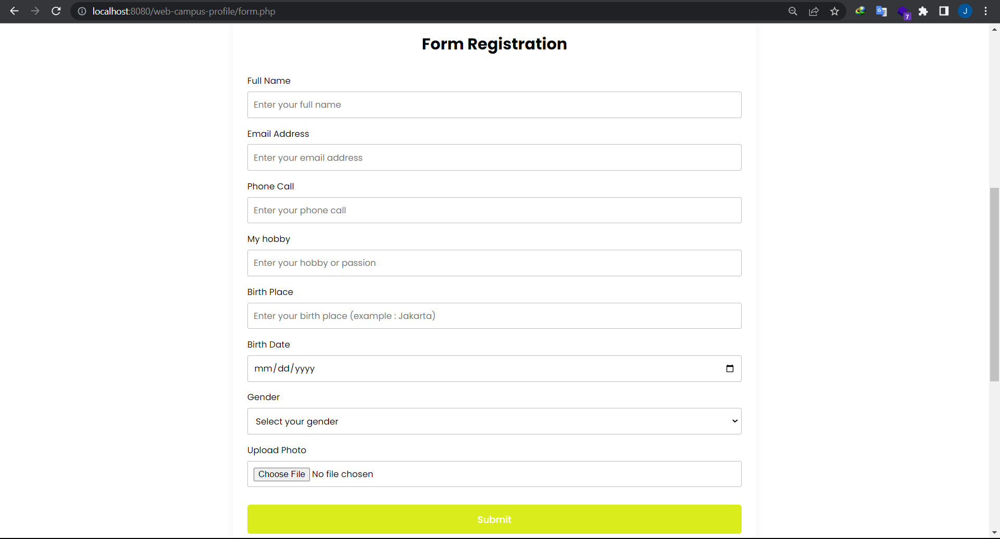 localhost:8080/web-campus-profile/form.php
7
J
Form Registration
Full Name
Enter your full name
Email Address
Enter your email address
Phone Call
Enter your phone call
My hobby
Enter your hobby or passion
Birth Place
Enter your birth place (example : Jakarta)
Birth Date
mm/dd/yyyy
Gender
Select your gender
Upload Photo
Choose File No file chosen
Submit